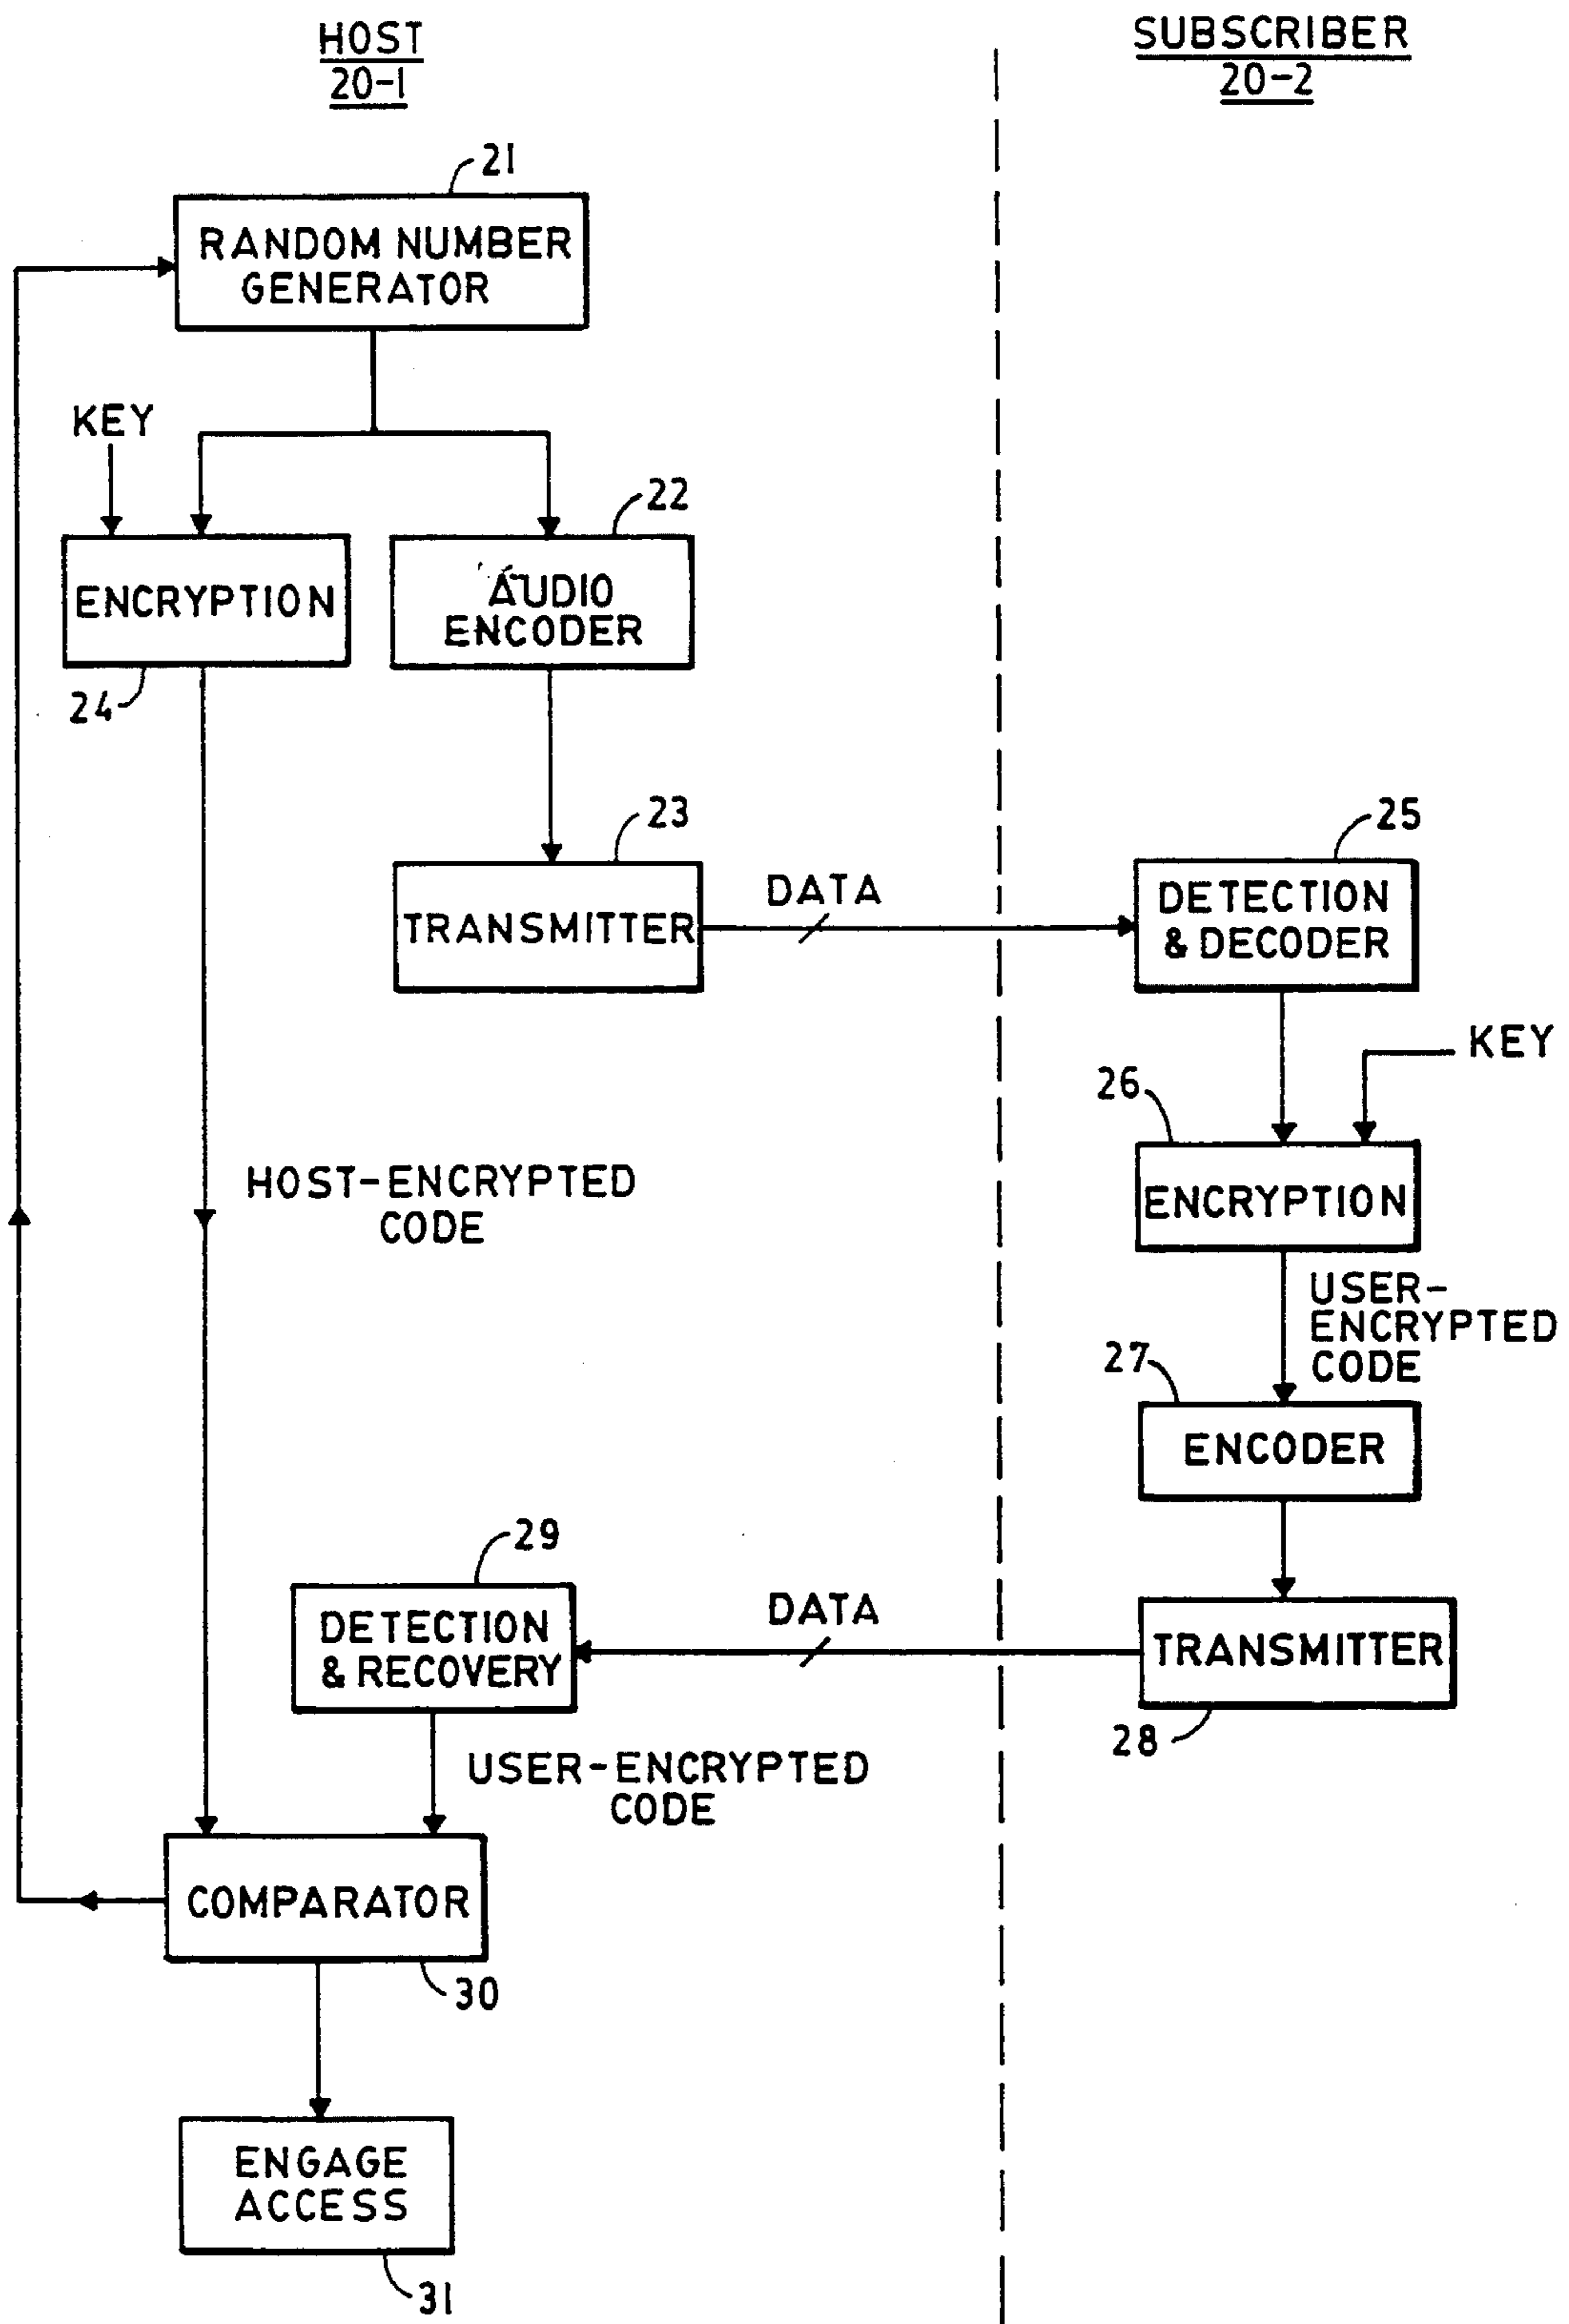 HOST
20-1
SUBSCRIBER
20-2
21
RANDOM NUMBER
GENERATOR
KEY
22
ENCRYPTION
24
AUDIO
ENCODER
23
TRANSMITTER
DATA
25
DETECTION
& DECODER
KEY
26
ENCRYPTION
HOST-ENCRYPTED
CODE
USER-
ENCRYPTED
CODE
27
ENCODER
29
DETECTION
& RECOVERY
DATA
TRANSMITTER
28
USER-ENCRYPTED
CODE
COMPARATOR
30
ENGAGE
ACCESS
31